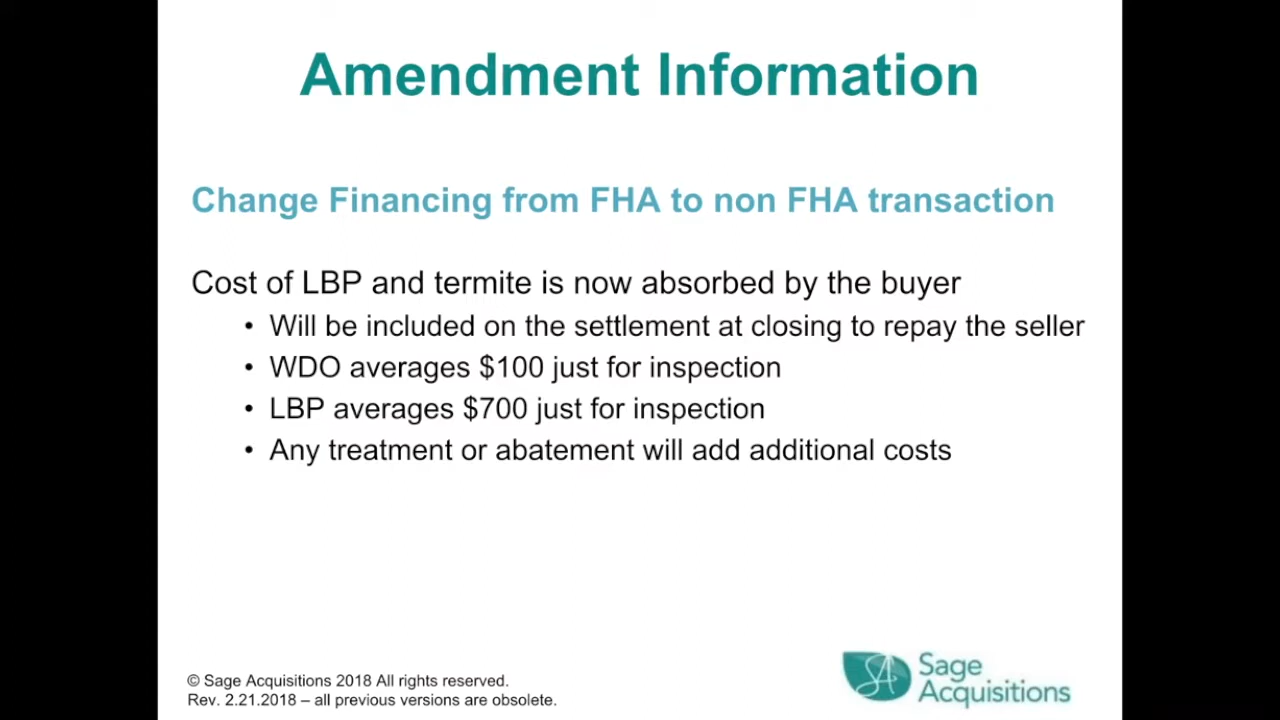 Amendment Information
Change Financing from FHA to non FHA transaction
Cost of LBP and termite is now absorbed by the buyer
• Will be included on the settlement at closing to repay the seller
• WDO averages $100 just for inspection
• LBP averages $700 just for inspection
• Any treatment or abatement will add additional costs
© Sage Acquisitions 2018 All rights reserved.
Rev. 2.21.2018 – all previous versions are obsolete.
SA
Sage
Acquisitions